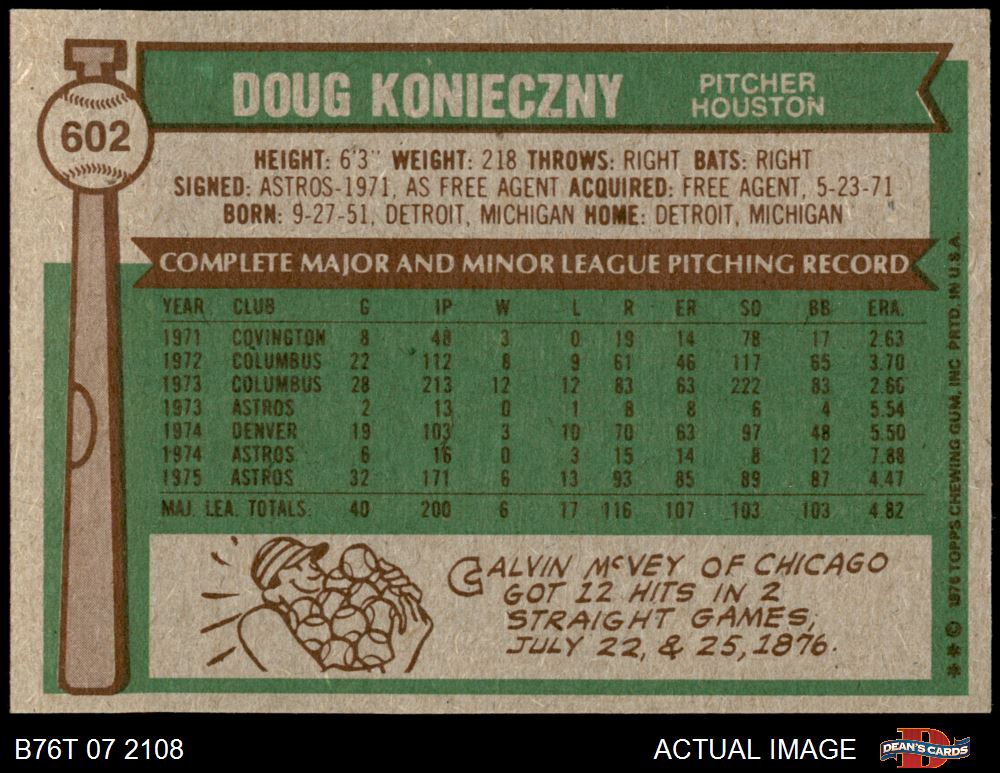 602
DOUG KONIECZNY
PITCHER
HOUSTON
HEIGHT: 6'3" WEIGHT: 218 THROWS: RIGHT BATS: RIGHT
SIGNED: ASTROS-1971, AS FREE AGENT ACQUIRED: FREE AGENT, 5-23-71
BORN: 9-27-51, DETROIT, MICHIGAN HOME: DETROIT, MICHIGAN
COMPLETE MAJOR AND MINOR LEAGUE PITCHING RECORD
YEAR CLUB G IP W L R ER SO BB ERA.
1971 COVINGTON 8 48 3 0 19 14 78 17 2.63
1972 COLUMBUS 22 112 8 9 61 46 117 65 3.70
1973 COLUMBUS 28 213 12 12 83 63 222 83 2.66
1973 ASTROS 2 13 0 1 8 8 6 4 5.54
1974 DENVER 19 103 3 10 70 63 97 48 5.50
1974 ASTROS 6 16 0 3 15 14 8 12 7.88
1975 ASTROS 32 171 6 13 93 85 89 87 4.47
MAJ. LEA. TOTALS. 40 200 6 17 116 107 103 103 4.82
CALVIN McVEY OF CHICAGO
GOT 12 HITS IN 2
STRAIGHT GAMES,
JULY 22, & 25, 1876.
* * © 1976 TOPPS CHEWING GUM, INC. PRTD. IN U.S.A.
B76T 07 2108
ACTUAL IMAGE
DEAN'S CARDS